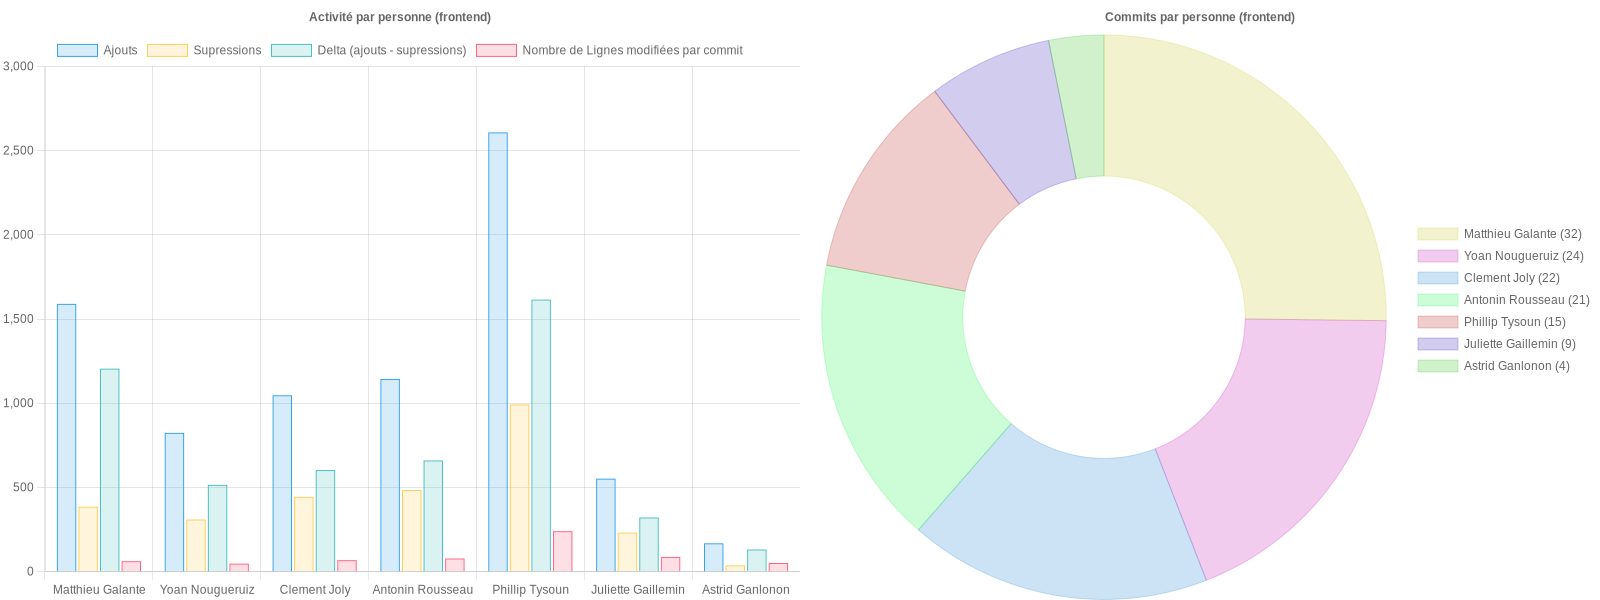 Activité par personne (frontend)
Ajouts
Supressions
Delta (ajouts - supressions)
Nombre de Lignes modifiées par commit
3,000
2,500
2,000
1,500
1,000
500
0
Matthieu Galante
Yoan Nougueruiz
Clement Joly
Antonin Rousseau
Phillip Tysoun
Juliette Gaillemin
Astrid Ganlonon
Commits par personne (frontend)
Matthieu Galante (32)
Yoan Nougueruiz (24)
Clement Joly (22)
Antonin Rousseau (21)
Phillip Tysoun (15)
Juliette Gaillemin (9)
Astrid Ganlonon (4)